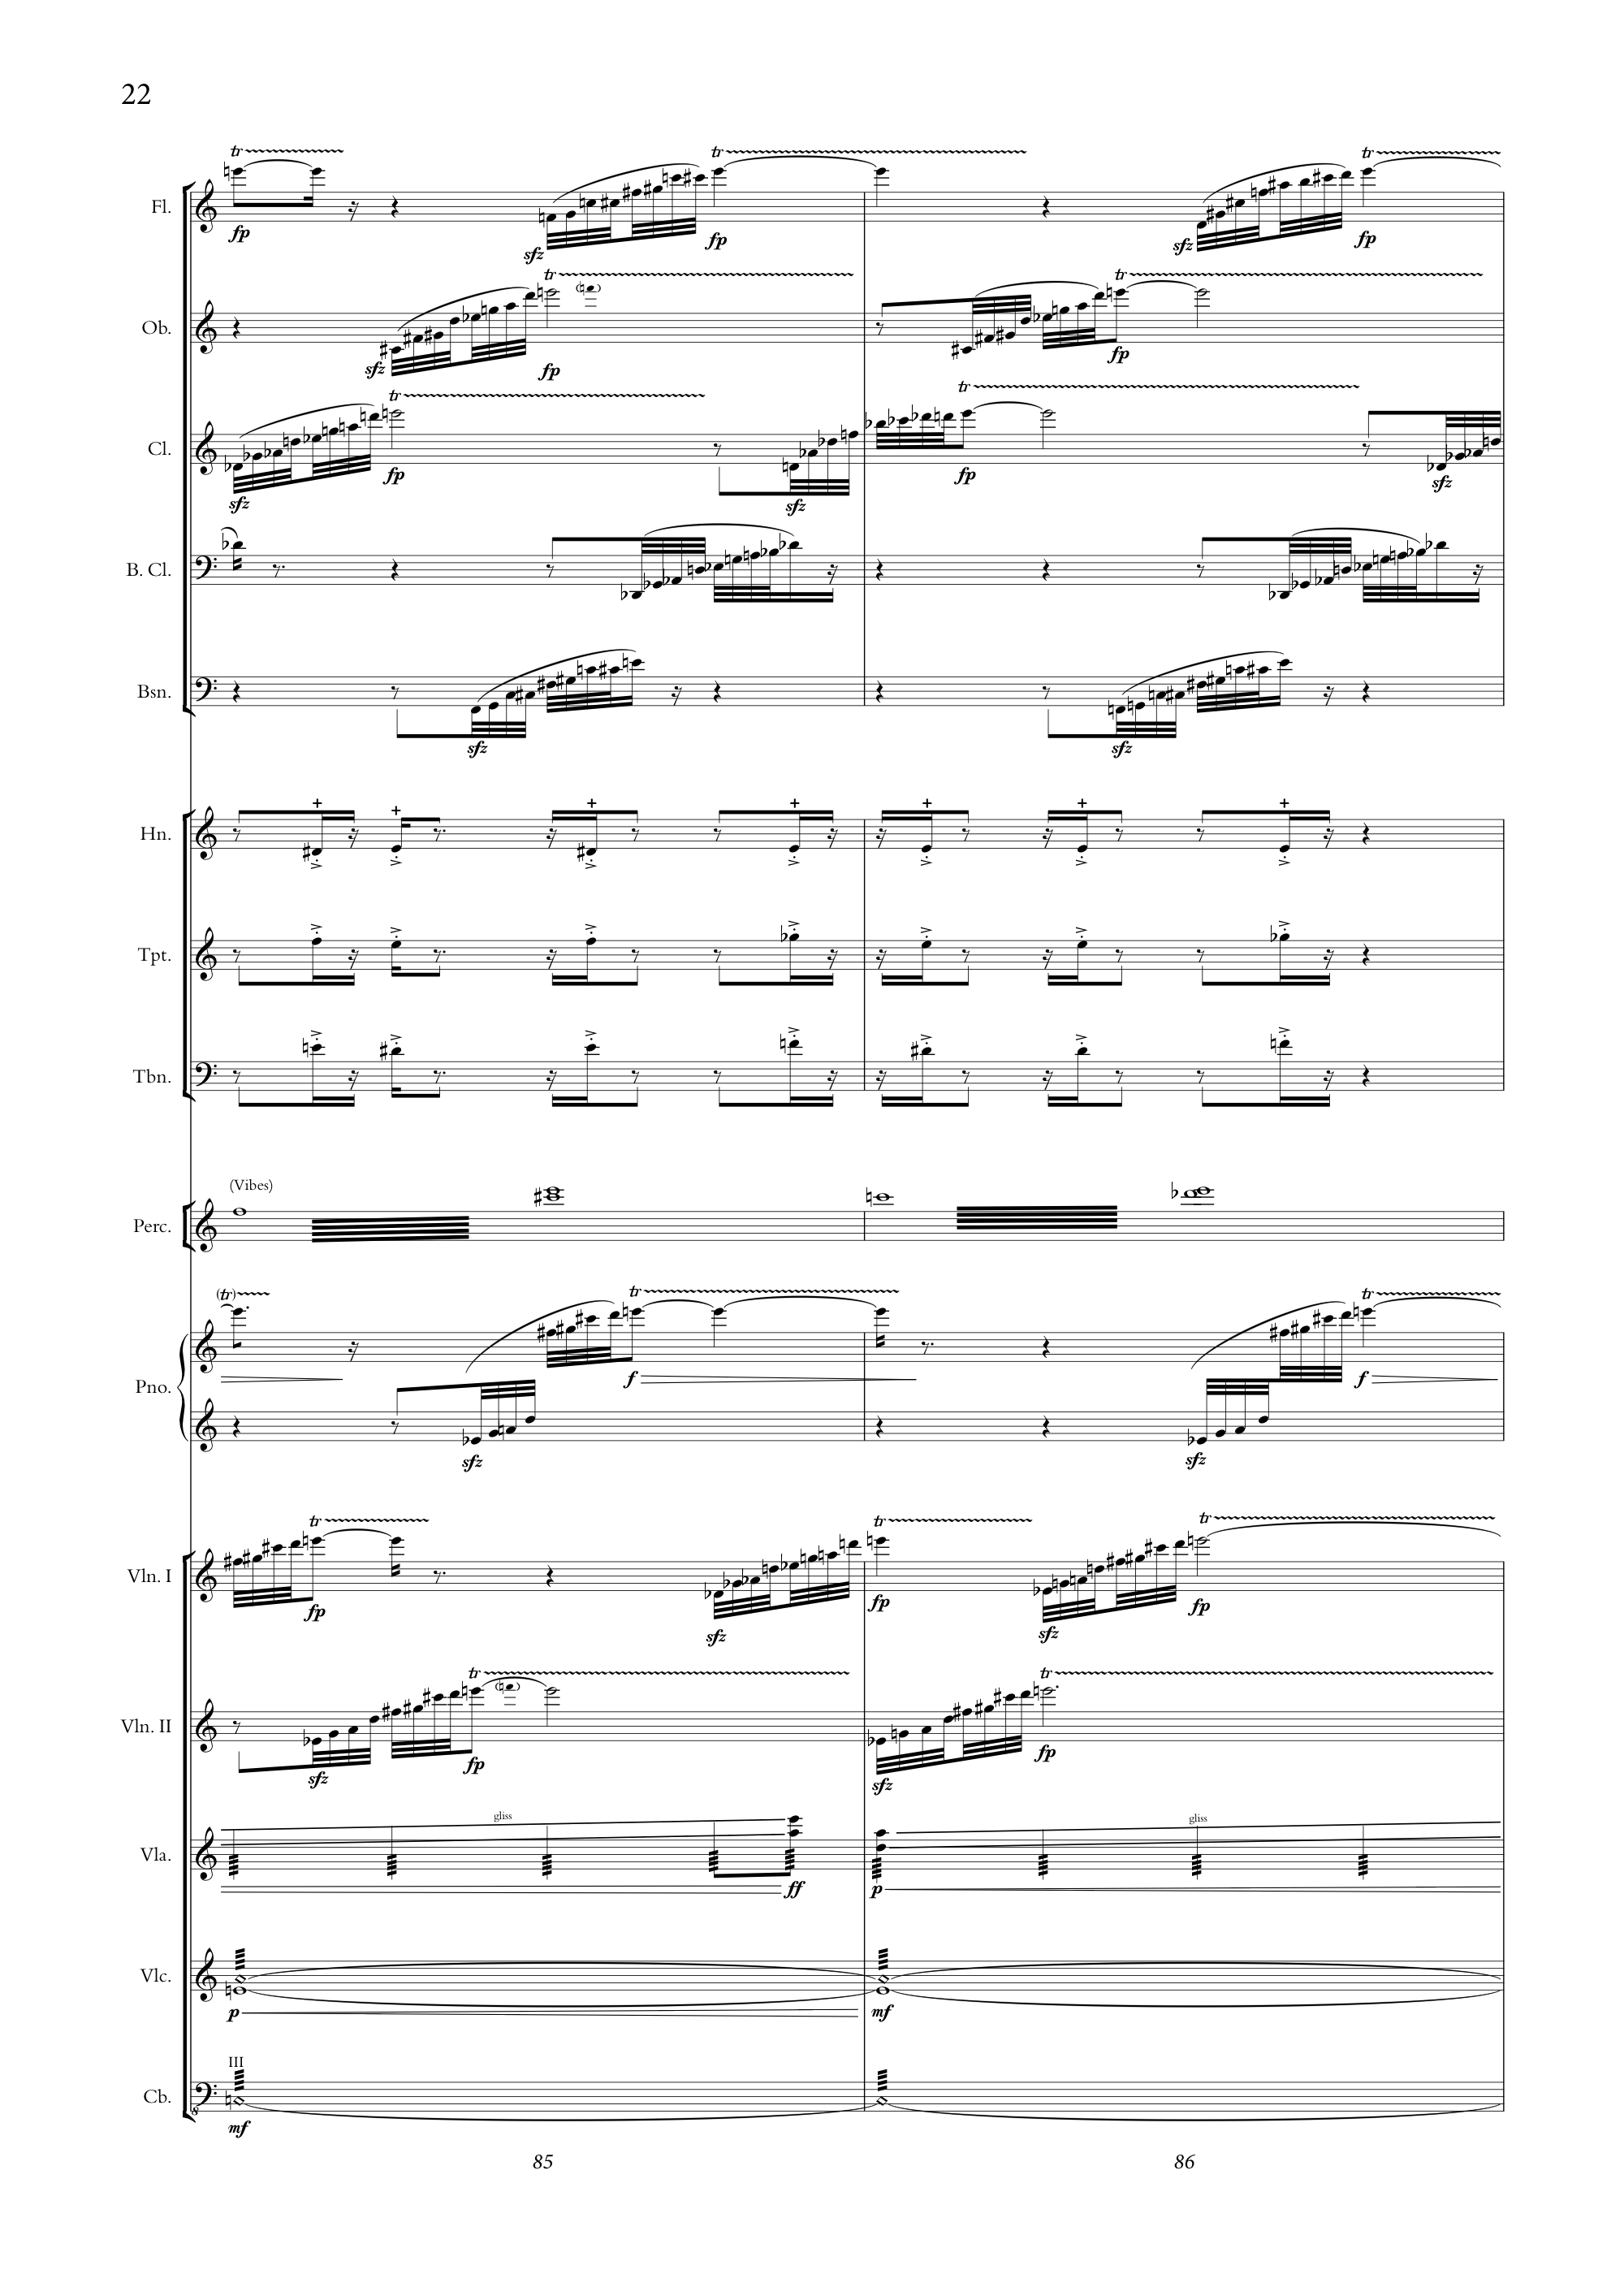 22
tr tr tr
Fl.
fp sfz fp sfz fp
tr tr
Ob.
sfz fp fp
tr tr
Cl.
sfz fp sfz fp sfz
B. Cl.
Bsn.
sfz sfz
Hn.
Tpt.
Tbn.
(Vibes)
Perc.
(tr) tr tr
f f
Pno.
sfz sfz
tr tr tr
Vln. I
fp sfz fp sfz fp
tr tr
Vln. II
sfz fp sfz fp
gliss gliss
Vla.
ff p
Vlc.
p mf
III
Cb.
8
mf
85 86